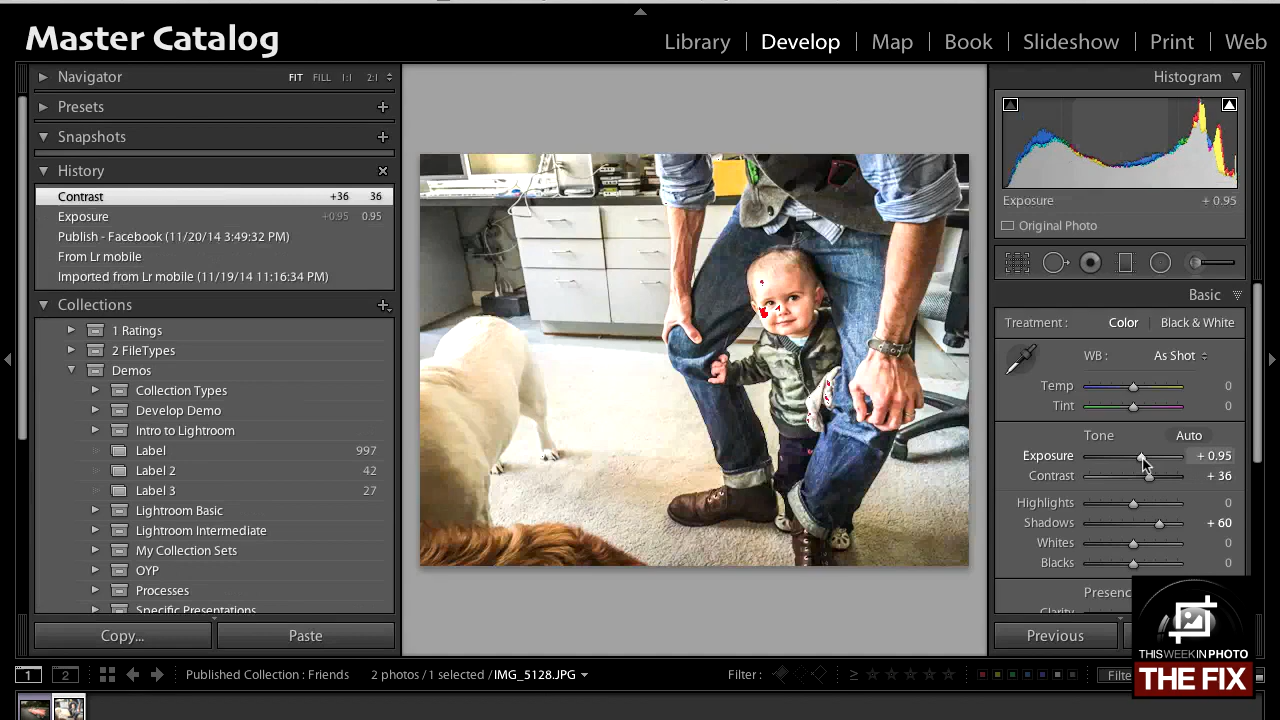 Master Catalog
Library | Develop | Map | Book | Slideshow | Print | Web
Navigator FIT FILL 1:1 2:1
Presets
Snapshots
History
Contrast +36 36
Exposure +0.95 0.95
Publish - Facebook (11/20/14 3:49:32 PM)
From Lr mobile
Imported from Lr mobile (11/19/14 11:16:34 PM)
Collections
1 Ratings
2 FileTypes
Demos
Collection Types
Develop Demo
Intro to Lightroom
Label 997
Label 2 42
Label 3 27
Lightroom Basic
Lightroom Intermediate
My Collection Sets
OYP
Processes
Specific Presentations
Copy... Paste
Histogram
Exposure + 0.95
Original Photo
Basic
Treatment : Color | Black & White
WB : As Shot
Temp 0
Tint 0
Tone Auto
Exposure + 0.95
Contrast + 36
Highlights 0
Shadows + 60
Whites 0
Blacks 0
Previous
1 2 Published Collection : Friends 2 photos / 1 selected / IMG_5128.JPG Filter :
THISWEEKINPHOTO
THE FIX